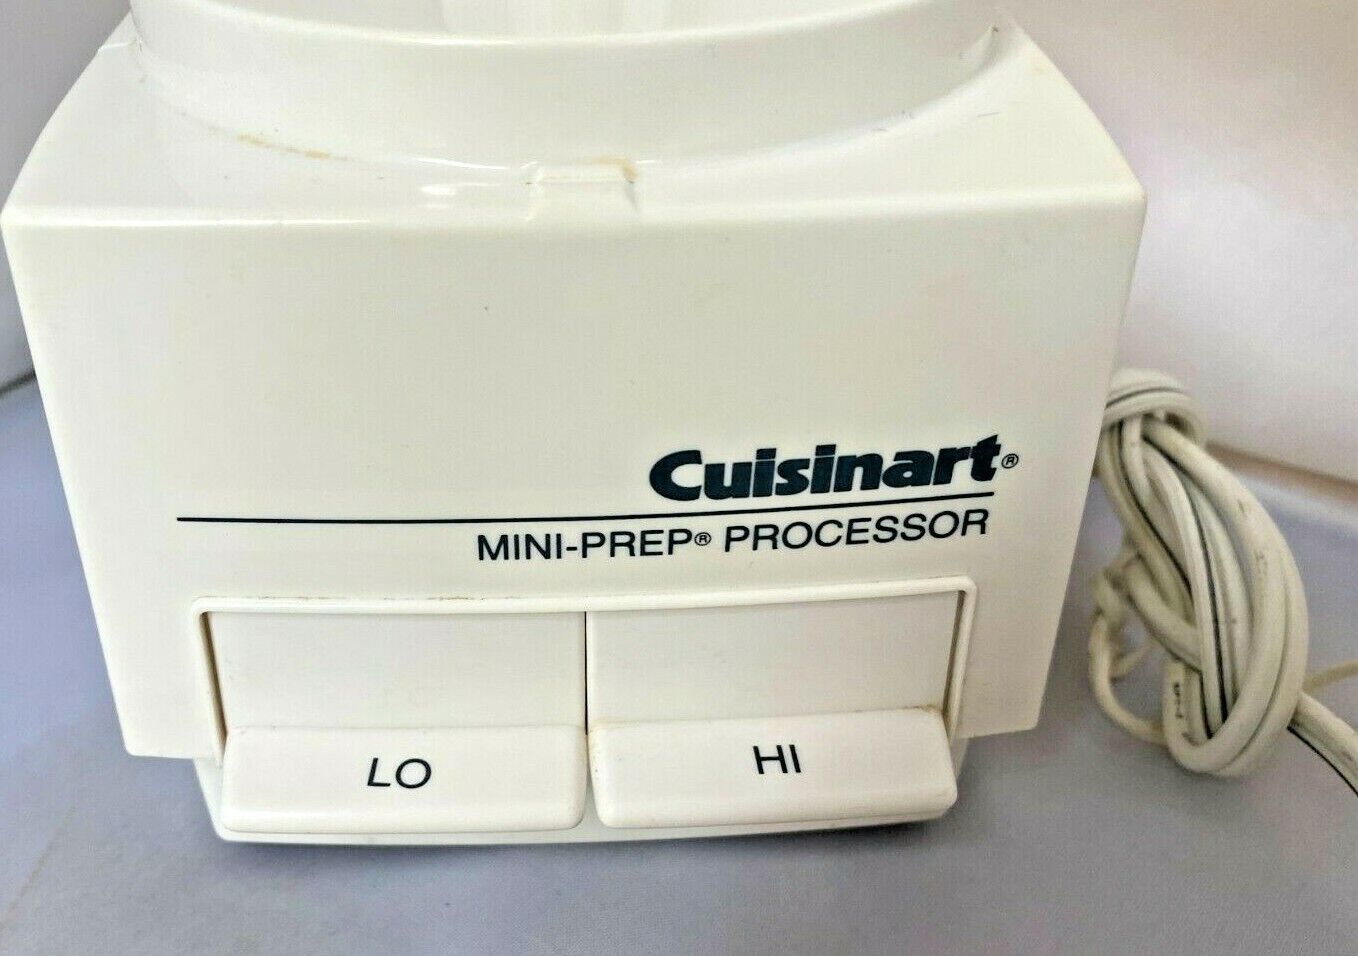 Cuisinart®
MINI-PREP® PROCESSOR
LO
HI